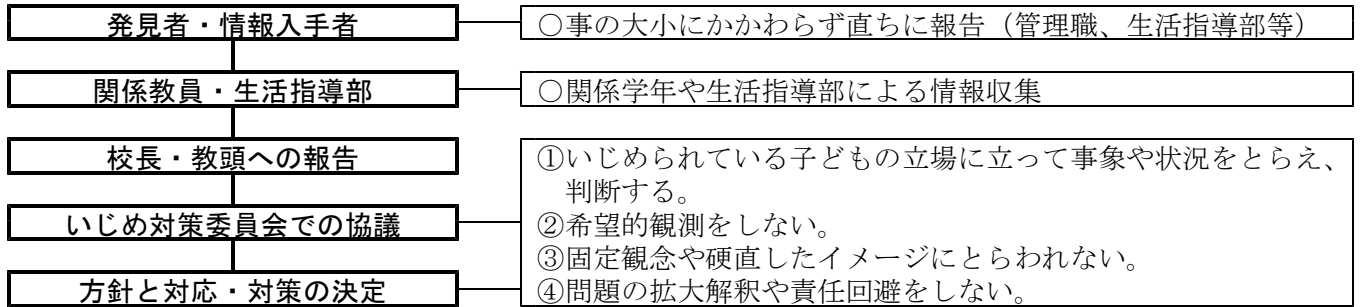 発見者・情報入手者
○事の大小にかかわらず直ちに報告（管理職、生活指導部等）
関係教員・生活指導部
○関係学年や生活指導部による情報収集
校長・教頭への報告
いじめ対策委員会での協議
方針と対応・対策の決定
①いじめられている子どもの立場に立って事象や状況をとらえ、
判断する。
②希望的観測をしない。
③固定観念や硬直したイメージにとらわれない。
④問題の拡大解釈や責任回避をしない。